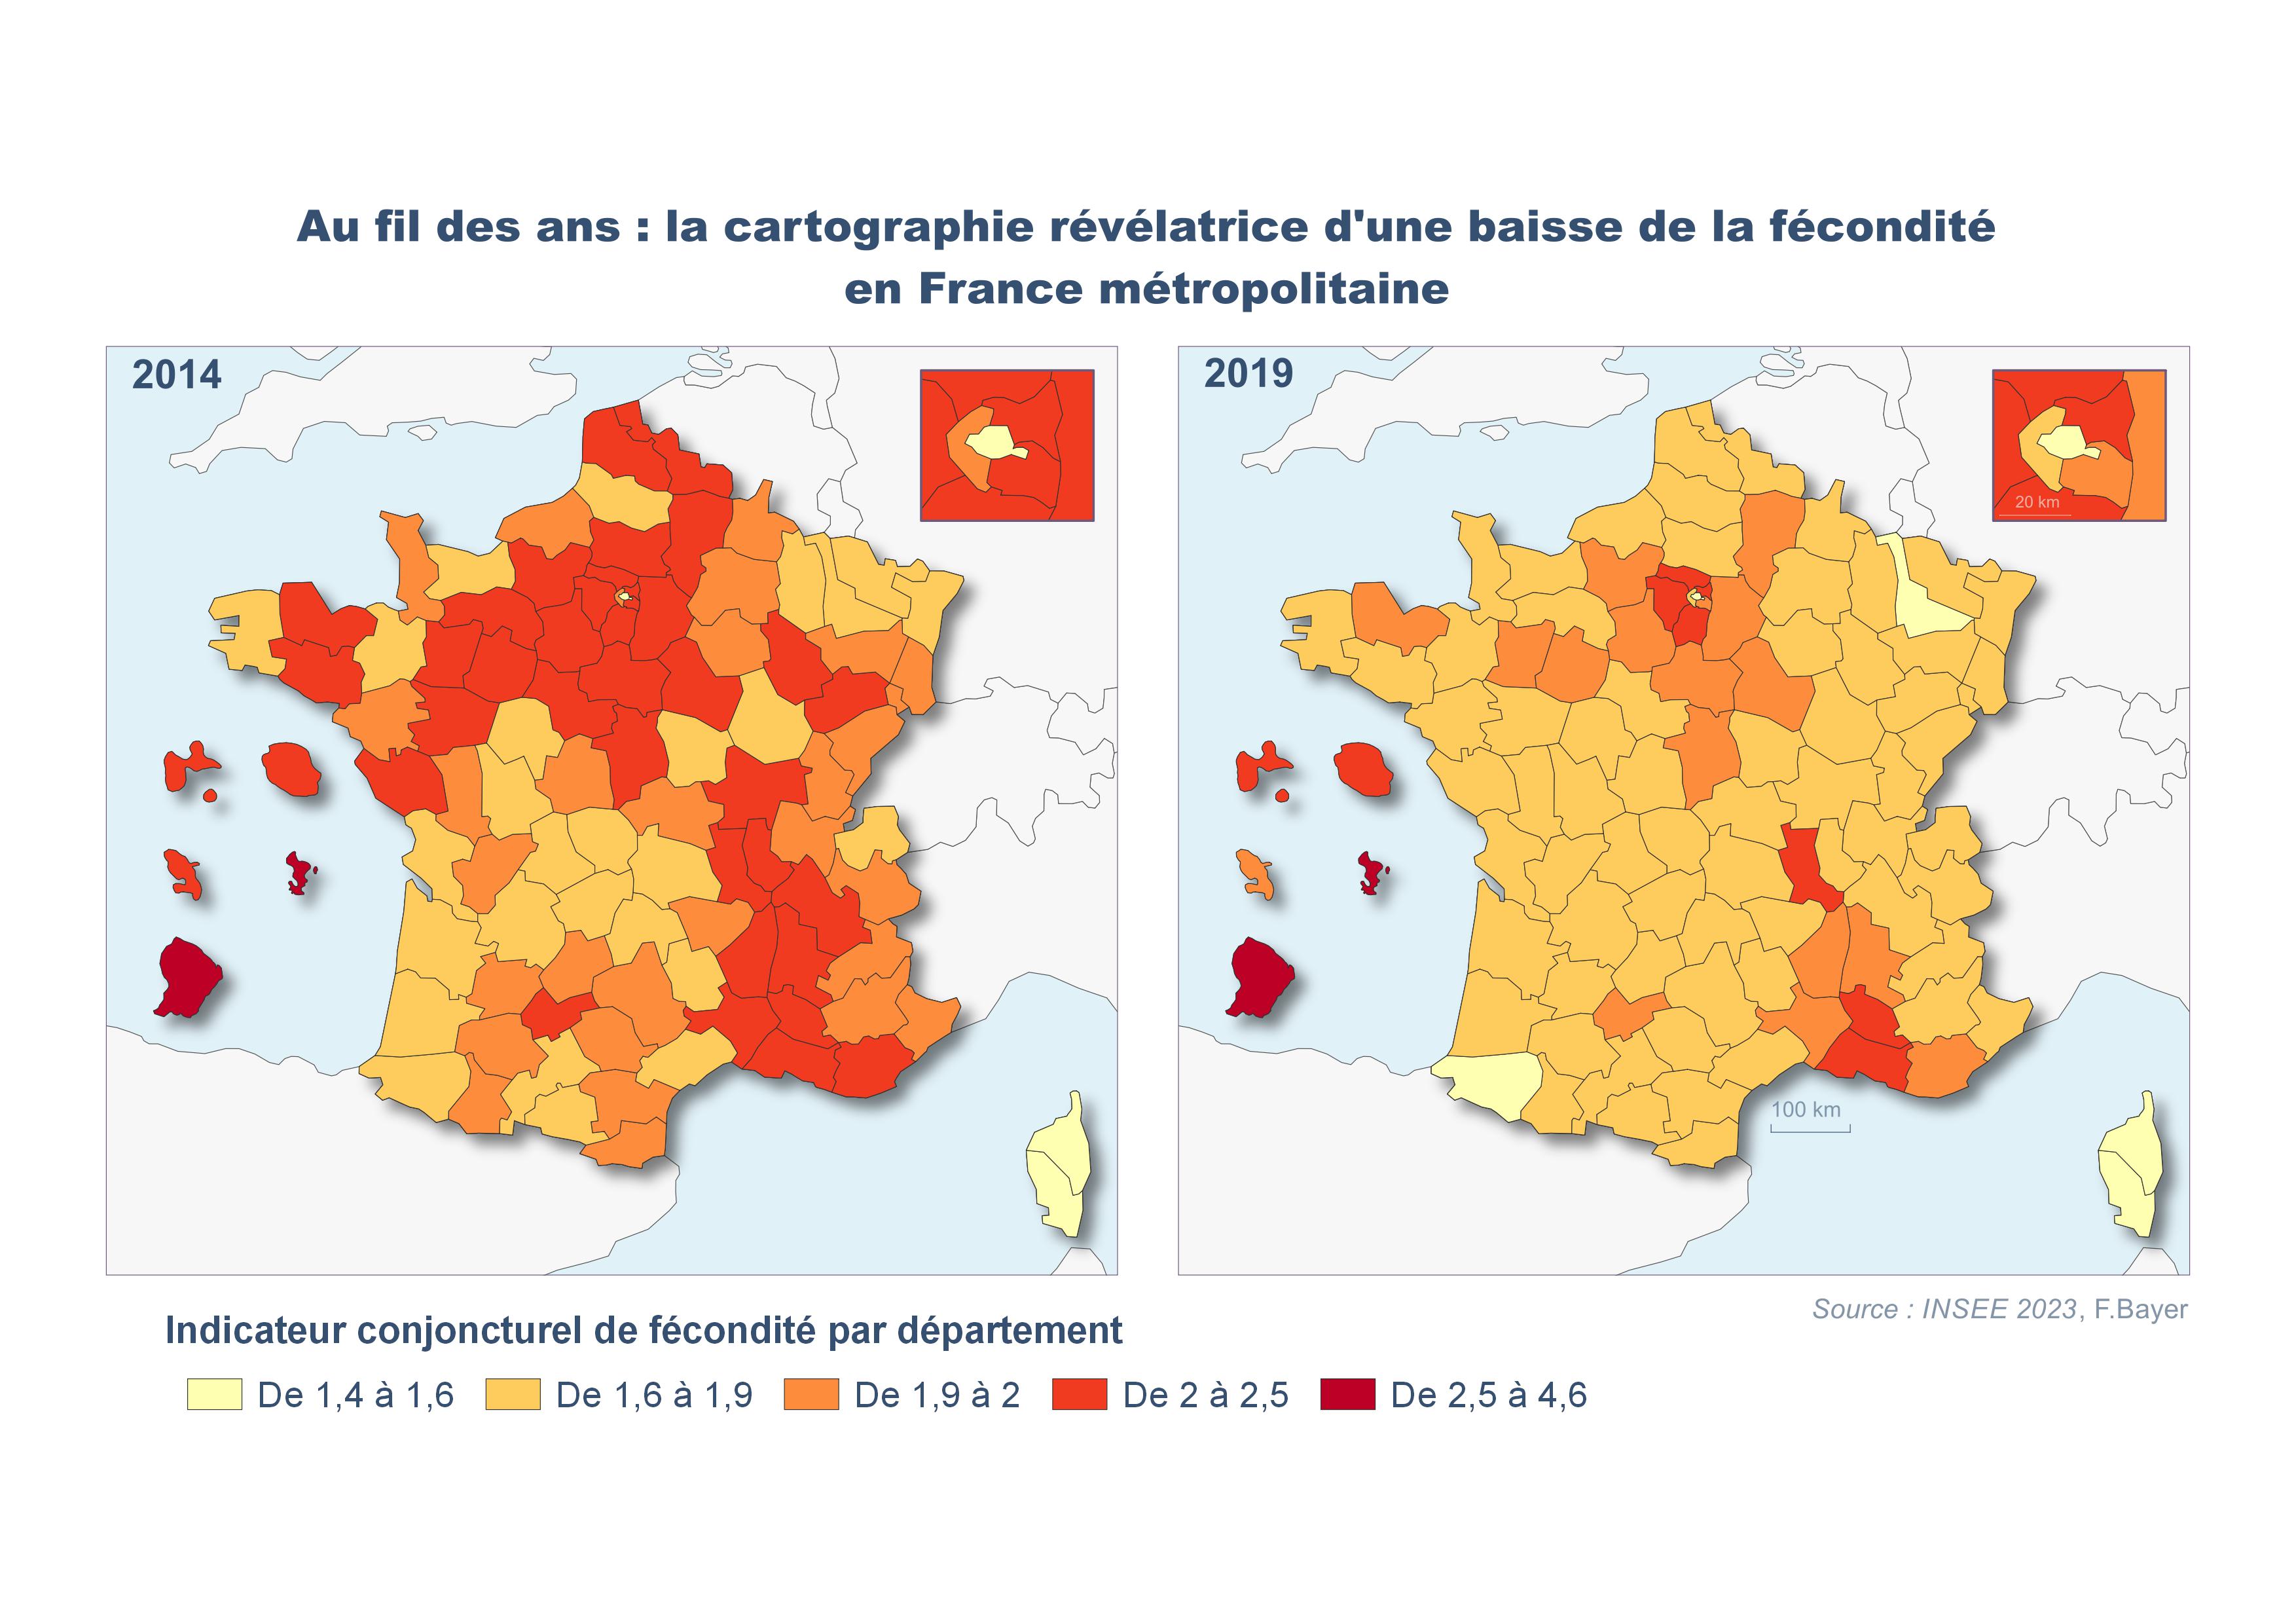 Au fil des ans : la cartographie révélatrice d'une baisse de la fécondité
en France métropolitaine
2014
2019
20 km
100 km
Source : INSEE 2023, F.Bayer
Indicateur conjoncturel de fécondité par département
De 1,4 à 1,6
De 1,6 à 1,9
De 1,9 à 2
De 2 à 2,5
De 2,5 à 4,6